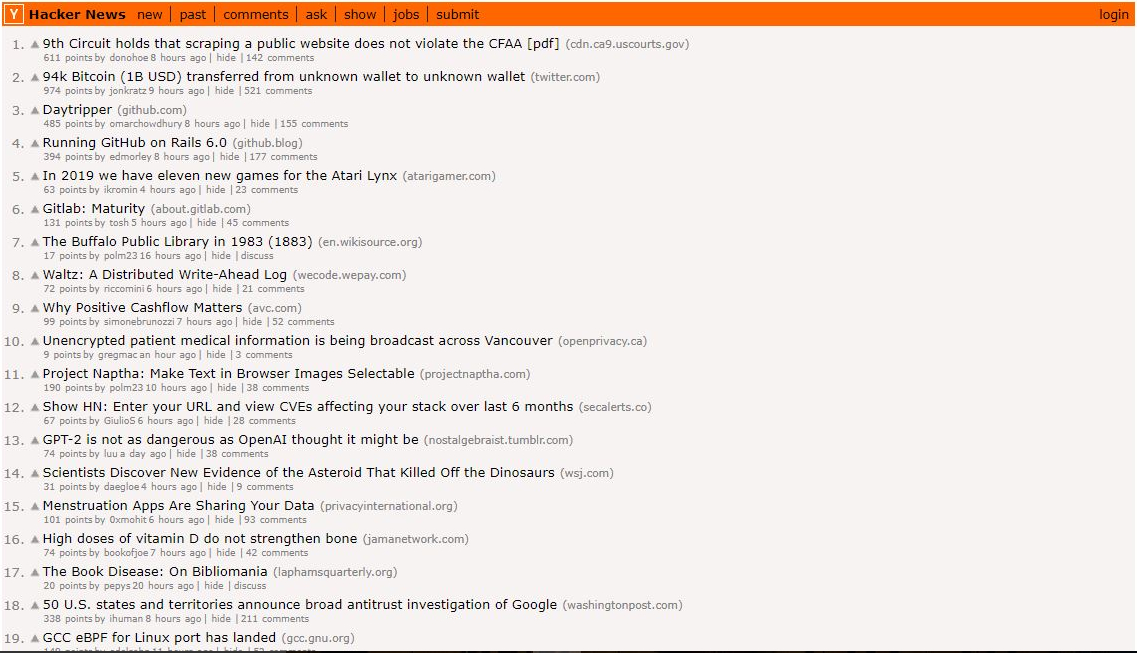 Y Hacker News new | past | comments | ask | show | jobs | submit login
1. 9th Circuit holds that scraping a public website does not violate the CFAA [pdf] (cdn.ca9.uscourts.gov)
611 points by donohoe 8 hours ago | hide | 142 comments
2. 94k Bitcoin (1B USD) transferred from unknown wallet to unknown wallet (twitter.com)
974 points by jonkratz 9 hours ago | hide | 521 comments
3. Daytripper (github.com)
485 points by omarchowdhury 8 hours ago | hide | 155 comments
4. Running GitHub on Rails 6.0 (github.blog)
394 points by edmorley 8 hours ago | hide | 177 comments
5. In 2019 we have eleven new games for the Atari Lynx (atarigamer.com)
63 points by ikromin 4 hours ago | hide | 23 comments
6. Gitlab: Maturity (about.gitlab.com)
131 points by tosh 5 hours ago | hide | 45 comments
7. The Buffalo Public Library in 1983 (1883) (en.wikisource.org)
17 points by polm23 16 hours ago | hide | discuss
8. Waltz: A Distributed Write-Ahead Log (wecode.wepay.com)
72 points by riccomini 6 hours ago | hide | 21 comments
9. Why Positive Cashflow Matters (avc.com)
99 points by simonebrunozzi 7 hours ago | hide | 52 comments
10. Unencrypted patient medical information is being broadcast across Vancouver (openprivacy.ca)
9 points by gregmac an hour ago | hide | 3 comments
11. Project Naptha: Make Text in Browser Images Selectable (projectnaptha.com)
190 points by polm23 10 hours ago | hide | 38 comments
12. Show HN: Enter your URL and view CVEs affecting your stack over last 6 months (secalerts.co)
67 points by GiulioS 6 hours ago | hide | 28 comments
13. GPT-2 is not as dangerous as OpenAI thought it might be (nostalgebraist.tumblr.com)
74 points by luu a day ago | hide | 38 comments
14. Scientists Discover New Evidence of the Asteroid That Killed Off the Dinosaurs (wsj.com)
31 points by daegloe 4 hours ago | hide | 9 comments
15. Menstruation Apps Are Sharing Your Data (privacyinternational.org)
101 points by 0xmohit 6 hours ago | hide | 93 comments
16. High doses of vitamin D do not strengthen bone (jamanetwork.com)
74 points by bookofjoe 7 hours ago | hide | 42 comments
17. The Book Disease: On Bibliomania (laphamsquarterly.org)
20 points by pepys 20 hours ago | hide | discuss
18. 50 U.S. states and territories announce broad antitrust investigation of Google (washingtonpost.com)
338 points by ihuman 8 hours ago | hide | 211 comments
19. GCC eBPF for Linux port has landed (gcc.gnu.org)